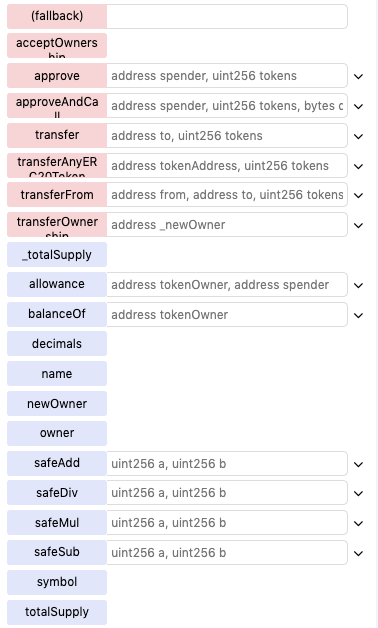 (fallback)
acceptOwners
hip
approve address spender, uint256 tokens
approveAndCa address spender, uint256 tokens, bytes d
ll
transfer address to, uint256 tokens
transferAnyER address tokenAddress, uint256 tokens
C20Token
transferFrom address from, address to, uint256 tokens
transferOwner address _newOwner
ship
_totalSupply
allowance address tokenOwner, address spender
balanceOf address tokenOwner
decimals
name
newOwner
owner
safeAdd uint256 a, uint256 b
safeDiv uint256 a, uint256 b
safeMul uint256 a, uint256 b
safeSub uint256 a, uint256 b
symbol
totalSupply